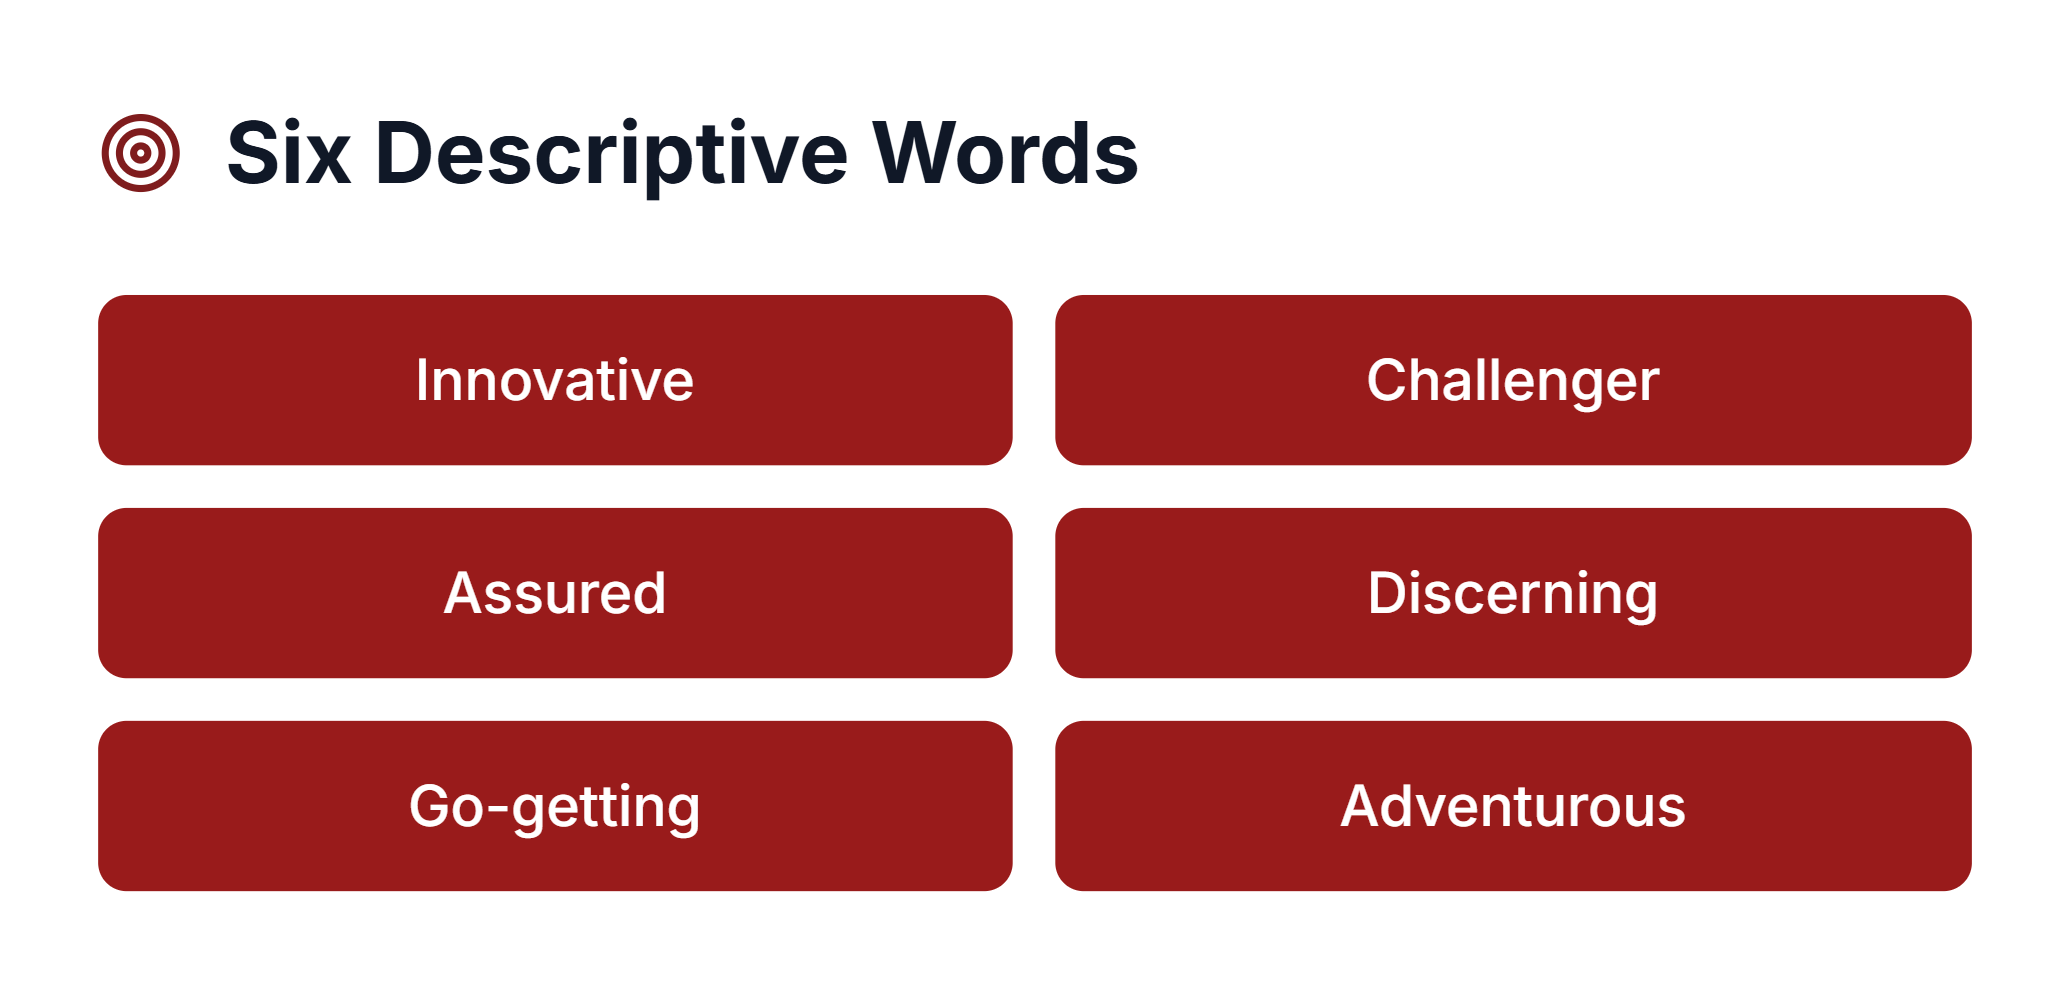 Six Descriptive Words
Innovative
Challenger
Assured
Discerning
Go-getting
Adventurous